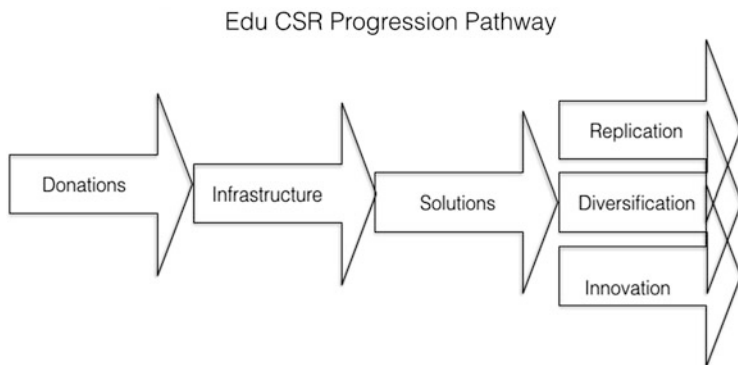 Edu CSR Progression Pathway
Donations
Infrastructure
Solutions
Replication
Diversification
Innovation